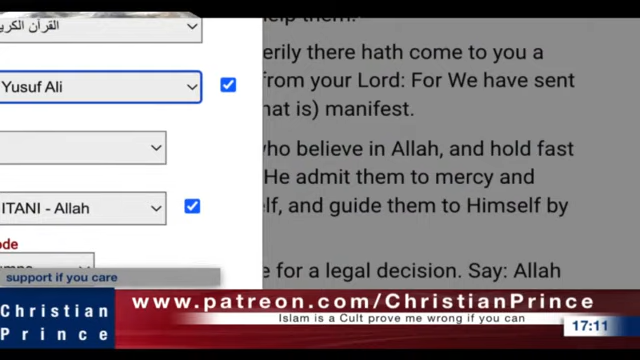 help them.
القرآن الكري
verily there hath come to you a
Yusuf Ali
from your Lord: For We have sent
hat is) manifest.
who believe in Allah, and hold fast
He admit them to mercy and
ITANI - Allah
elf, and guide them to Himself by
ode
e for a legal decision. Say: Allah
support if you care
www.patreon.com/ChristianPrince
Christian
Prince
Islam is a Cult prove me wrong if you can
17:11